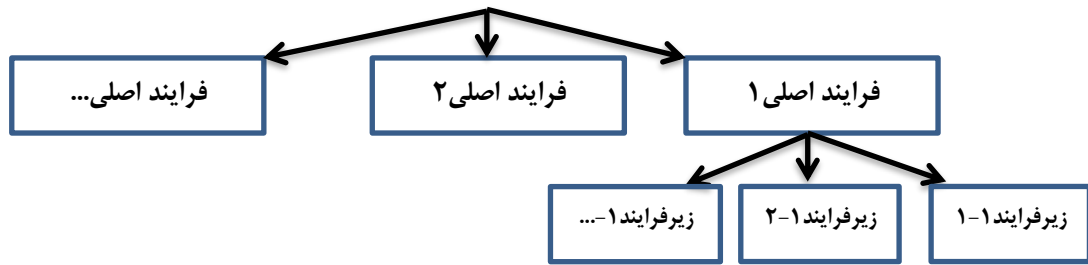 فرایند اصلی۱
فرایند اصلی۲
فرایند اصلی...
زیرفرایند۱-۱
زیرفرایند۱-۲
زیرفرایند۱-...